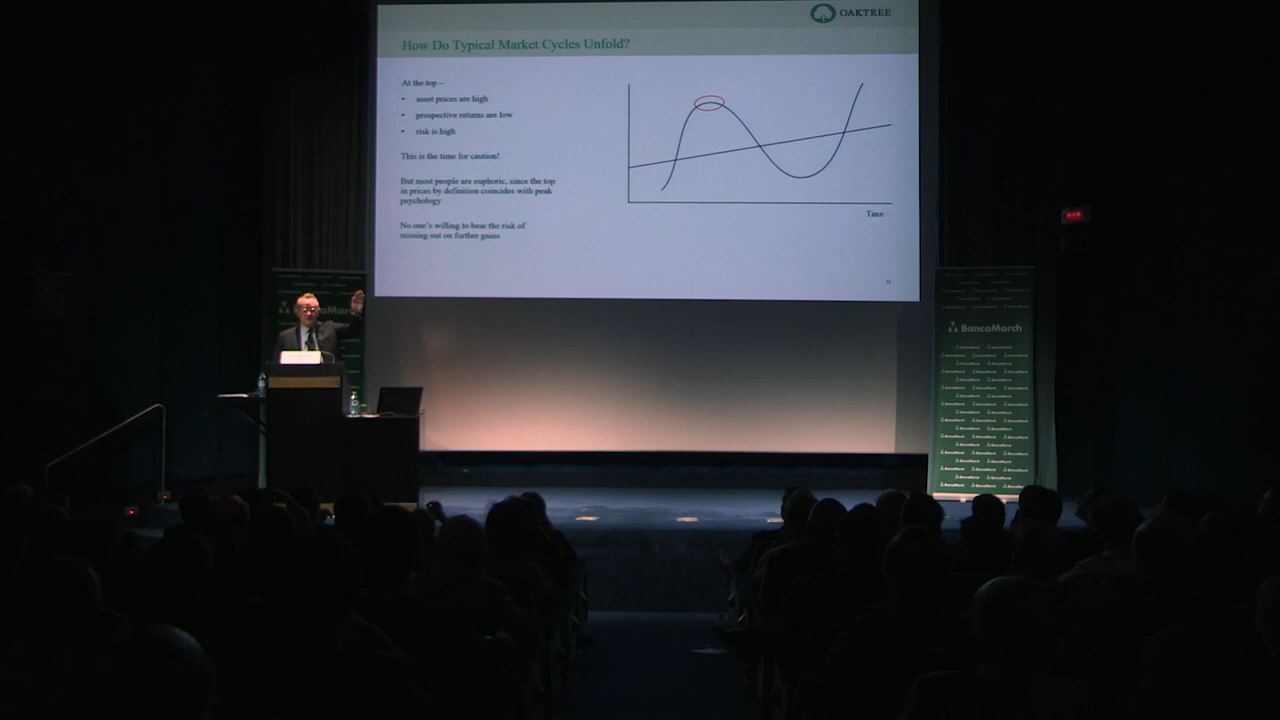 OAKTREE
How Do Typical Market Cycles Unfold?
At the top –
• asset prices are high
• prospective returns are low
• risk is high
This is the time for caution!
But most people are euphoric, since the top
in prices by definition coincides with peak
psychology
No one's willing to bear the risk of
missing out on further gains
Time
BancaMarch